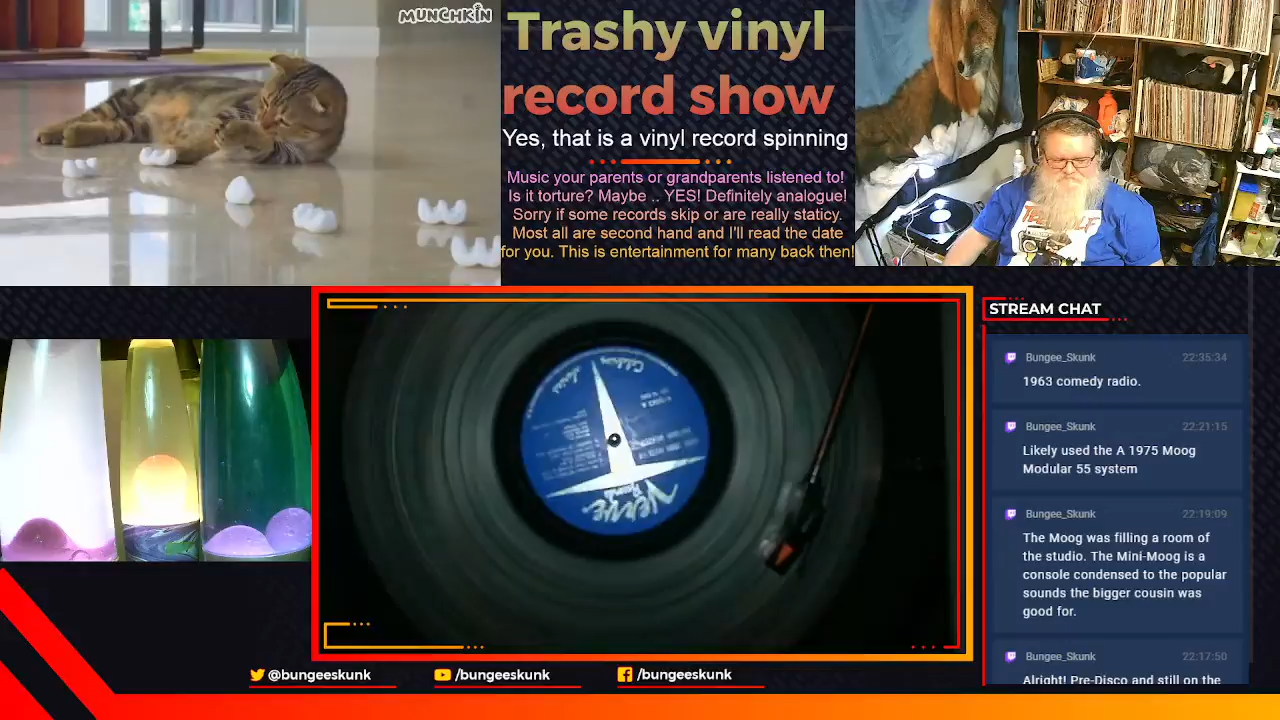 MUNCHKIN
Trashy vinyl
record show
Yes, that is a vinyl record spinning
Music your parents or grandparents listened to!
Is it torture? Maybe .. YES! Definitely analogue!
Sorry if some records skip or are really staticy.
Most all are second hand and I'll read the date
for you. This is entertainment for many back then!
Verve
Records
STREAM CHAT
Bungee_Skunk 22:35:34
1963 comedy radio.
Bungee_Skunk 22:21:15
Likely used the A 1975 Moog
Modular 55 system
Bungee_Skunk 22:19:09
The Moog was filling a room of
the studio. The Mini-Moog is a
console condensed to the popular
sounds the bigger cousin was
good for.
Bungee_Skunk 22:17:50
Alright! Pre-Disco and still on the
@bungeeskunk
/bungeeskunk
/bungeeskunk